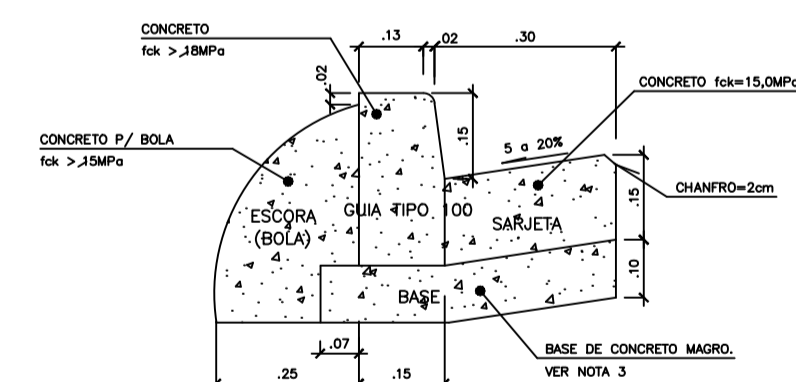 CONCRETO
fck >,18MPa
.13
.02
.30
.02
CONCRETO fck=15,0MPa
CONCRETO P/ BOLA
fck >,15MPa
.15
5 a 20%
CHANFRO=2cm
ESCORA
(BOLA)
GUIA TIPO 100
SARJETA
.15
.10
BASE
BASE DE CONCRETO MAGRO.
VER NOTA 3
.07
.25
.15